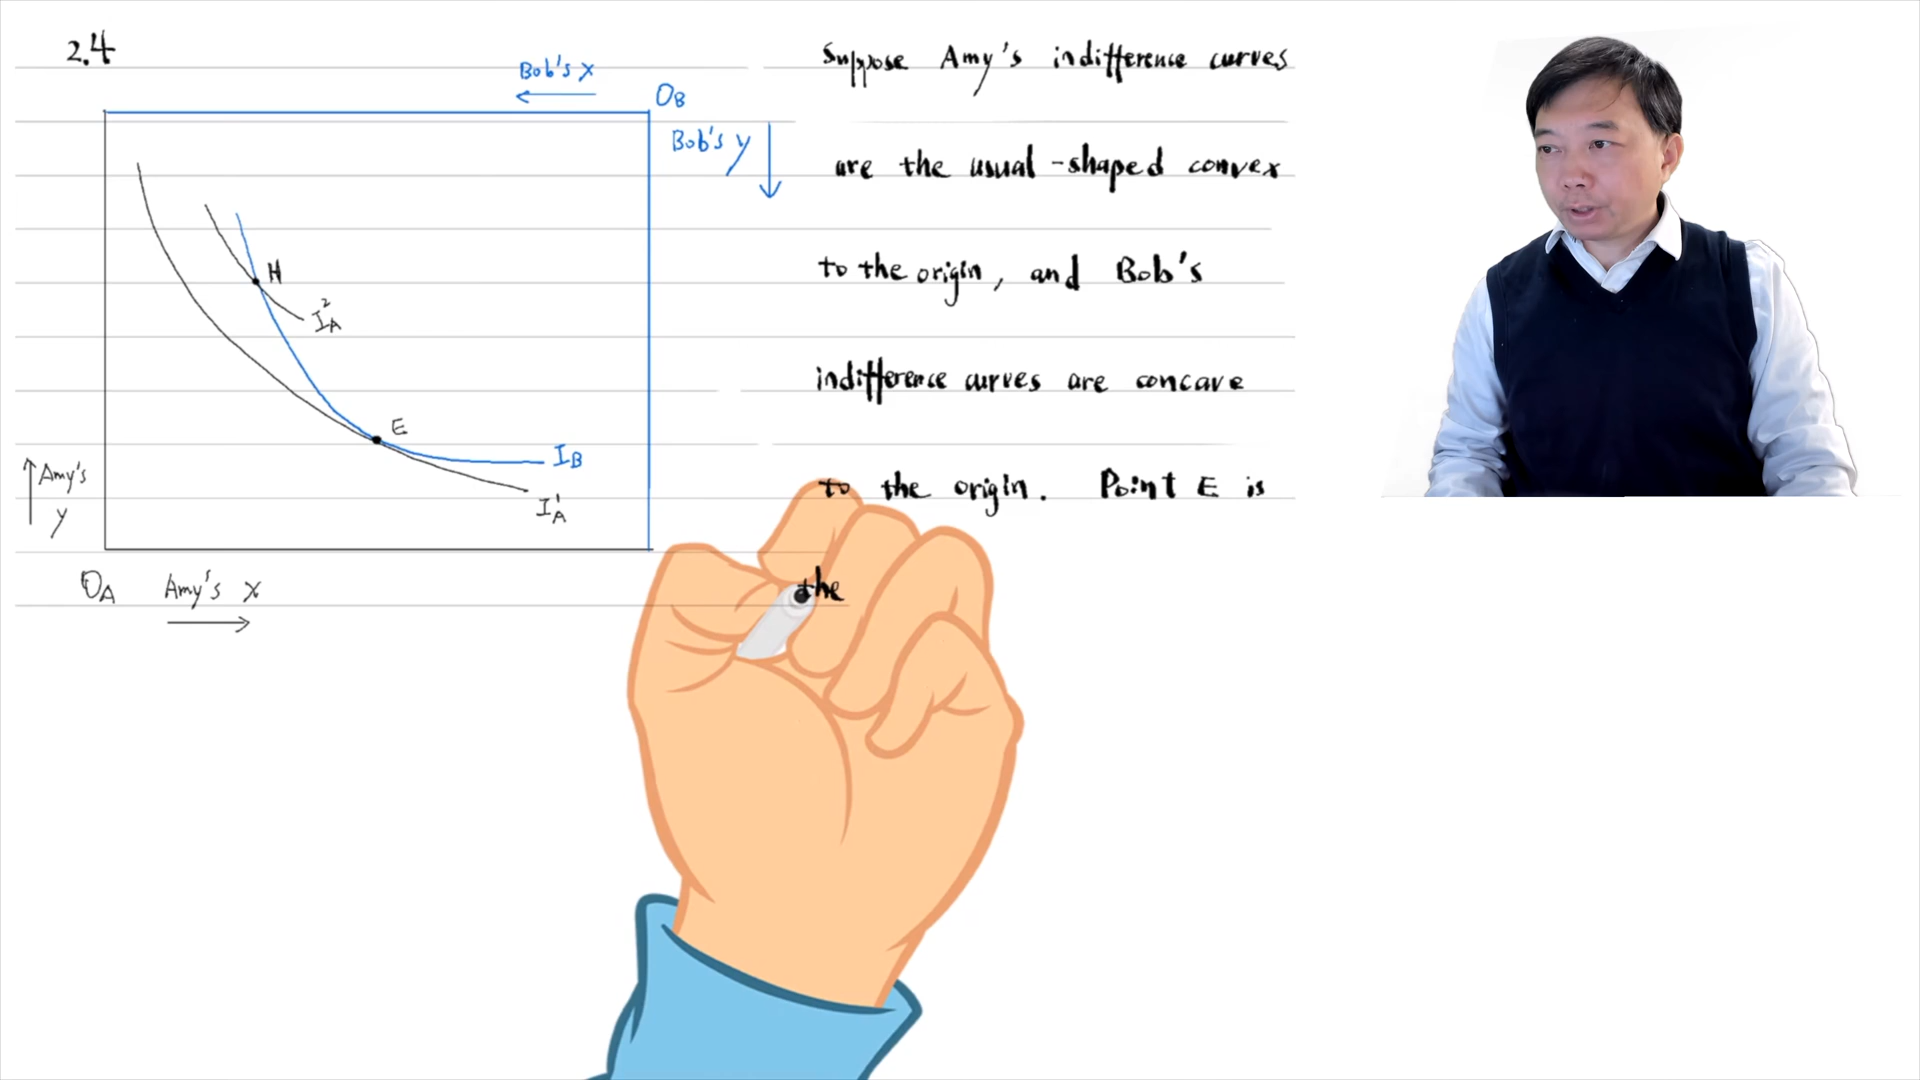 2.4
Bob's x
O_B
Bob's y
H
I_A^2
E
I_B
I_A^1
Amy's
y
O_A
Amy's x
Suppose Amy's indifference curves
are the usual-shaped convex
to the origin, and Bob's
indifference curves are concave
to the origin. Point E is
the